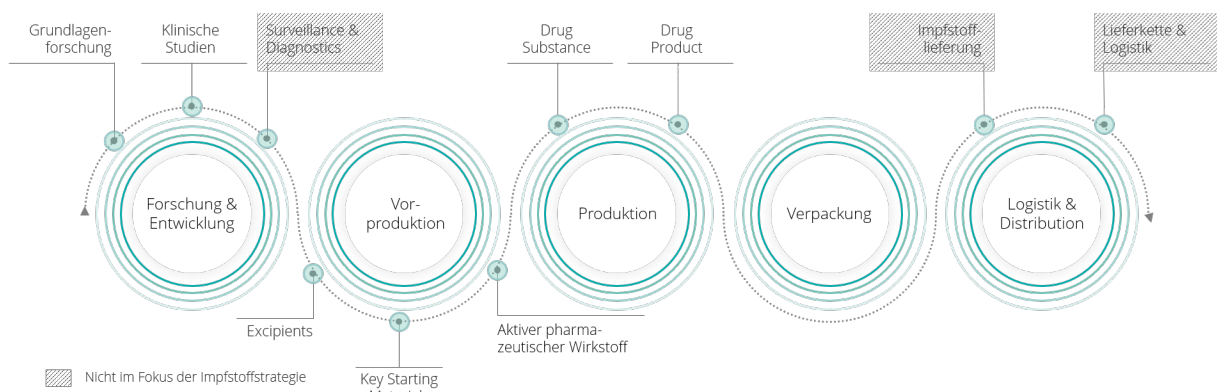 Grundlagen-
forschung
Klinische
Studien
Surveillance &
Diagnostics
Drug
Substance
Drug
Product
Impfstoff-
lieferung
Lieferkette &
Logistik
Forschung &
Entwicklung
Vor-
produktion
Produktion
Verpackung
Logistik &
Distribution
Excipients
Key Starting
Aktiver pharma-
zeutischer Wirkstoff
Nicht im Fokus der Impfstoffstrategie